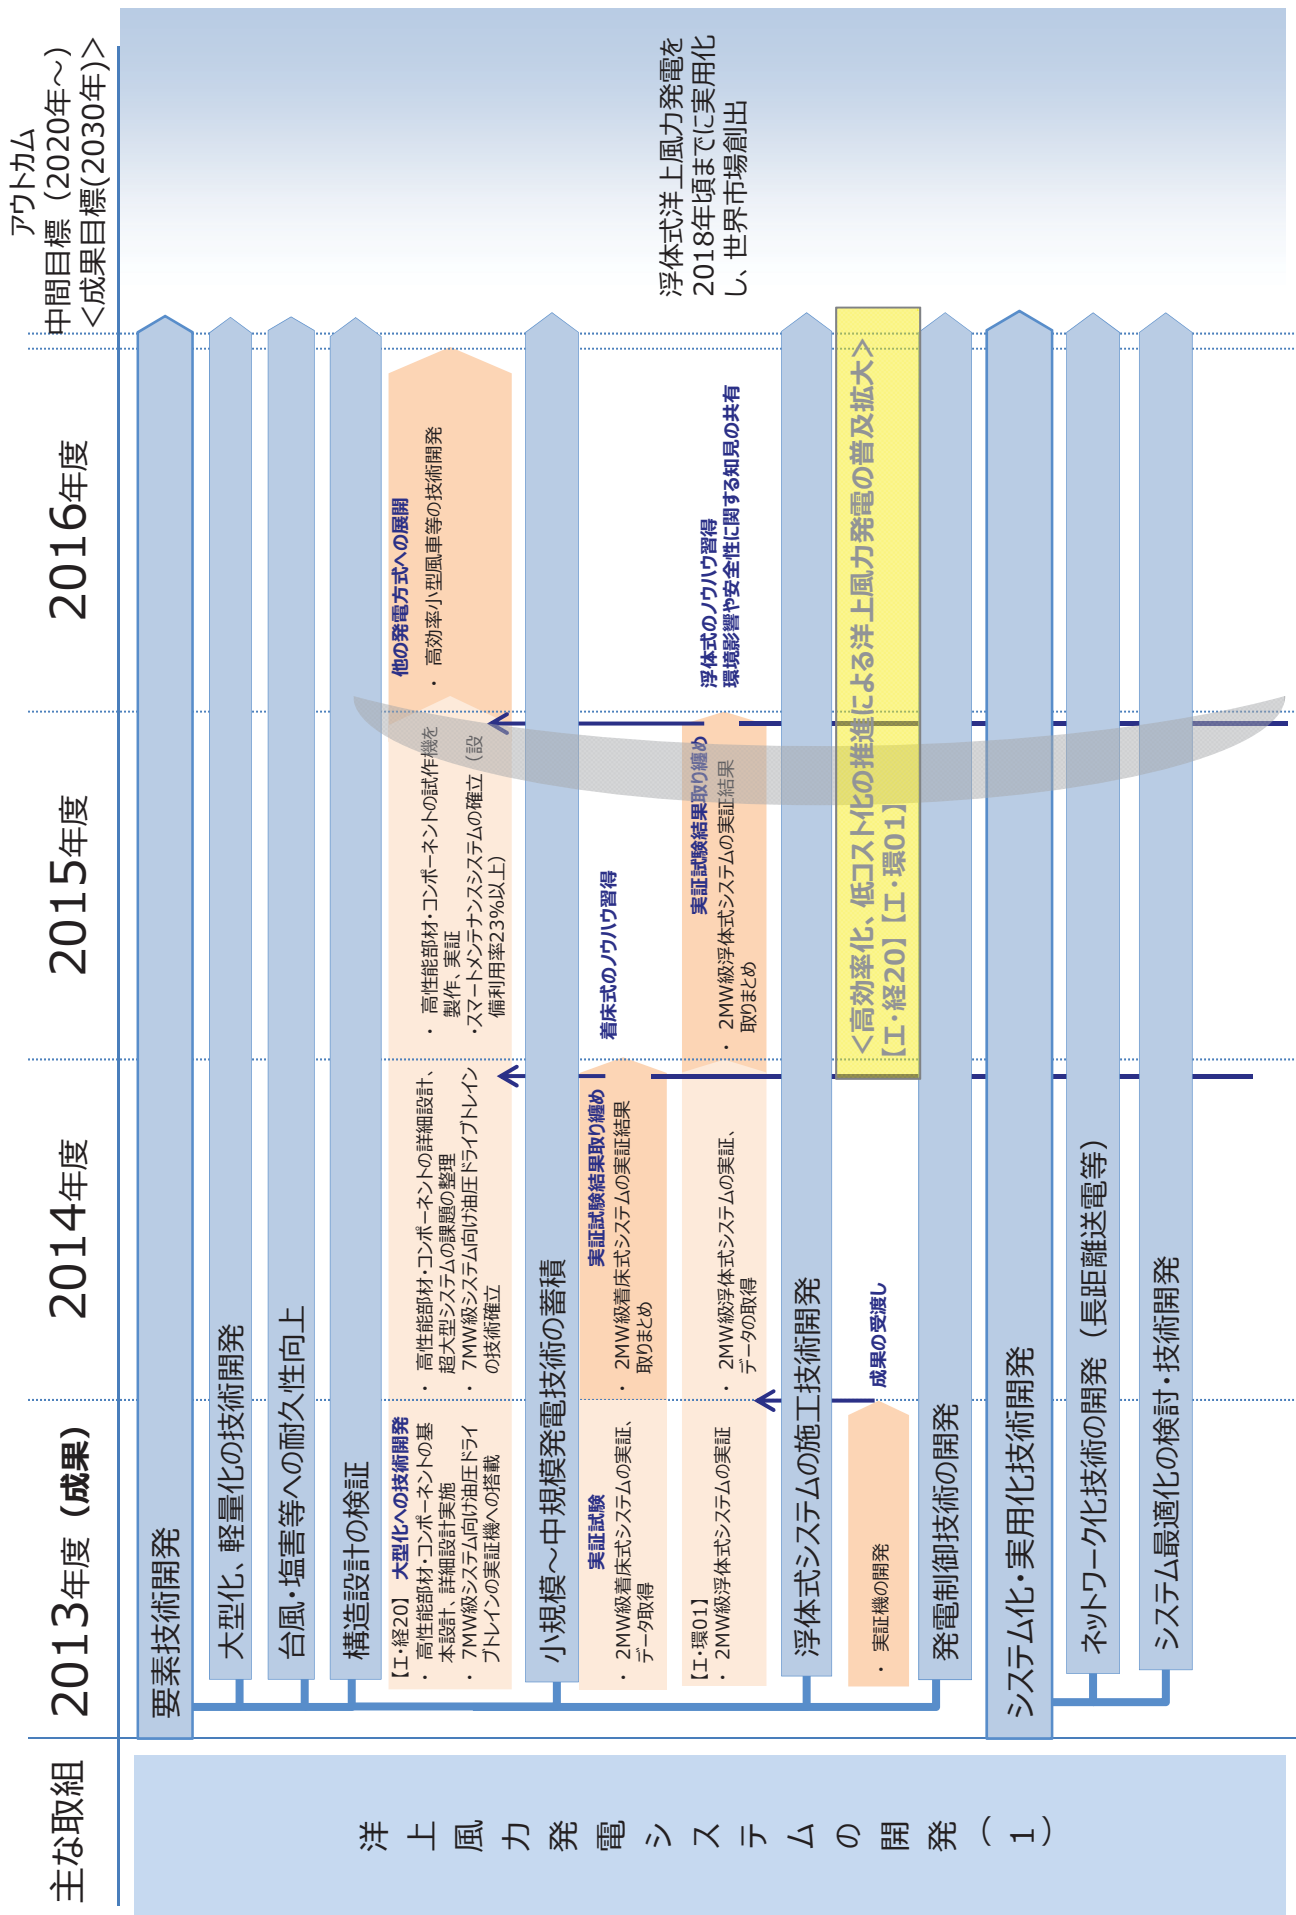 主な取組
2013年度（成果）
2014年度
2015年度
2016年度
アウトカム
中間目標（2020年～）
＜成果目標(2030年)＞
洋上風力発電システムの開発（1）
要素技術開発
大型化、軽量化の技術開発
台風・塩害等への耐久性向上
構造設計の検証
【エ・経20】 大型化への技術開発
・ 高性能部材・コンポーネントの基
本設計、詳細設計実施
・ 7MW級システム向け油圧ドライ
ブトレインの実証機への搭載
・ 高性能部材・コンポーネントの詳細設計、
超大型システムの課題の整理
・ 7MW級システム向け油圧ドライブトレイン
の技術確立
・ 高性能部材・コンポーネントの試作機を
製作、実証
・スマートメンテナンスシステムの確立（設
備利用率23%以上）
他の発電方式への展開
・ 高効率小型風車等の技術開発
小規模～中規模発電技術の蓄積
実証試験
・ 2MW級着床式システムの実証、
データ取得
実証試験結果取り纏め
・ 2MW級着床式システムの実証結果
取りまとめ
着床式のノウハウ習得
【エ・環01】
・ 2MW級浮体式システムの実証
・ 2MW級浮体式システムの実証、
データの取得
実証試験結果取り纏め
・ 2MW級浮体式システムの実証結果
取りまとめ
浮体式のノウハウ習得
環境影響や安全性に関する知見の共有
浮体式洋上風力発電を
2018年頃までに実用化
し、世界市場創出
浮体式システムの施工技術開発
・ 実証機の開発
成果の受渡し
＜高効率化、低コスト化の推進による洋上風力発電の普及拡大＞
【エ・経20】【エ・環01】
発電制御技術の開発
システム化・実用化技術開発
ネットワーク化技術の開発（長距離送電等）
システム最適化の検討・技術開発